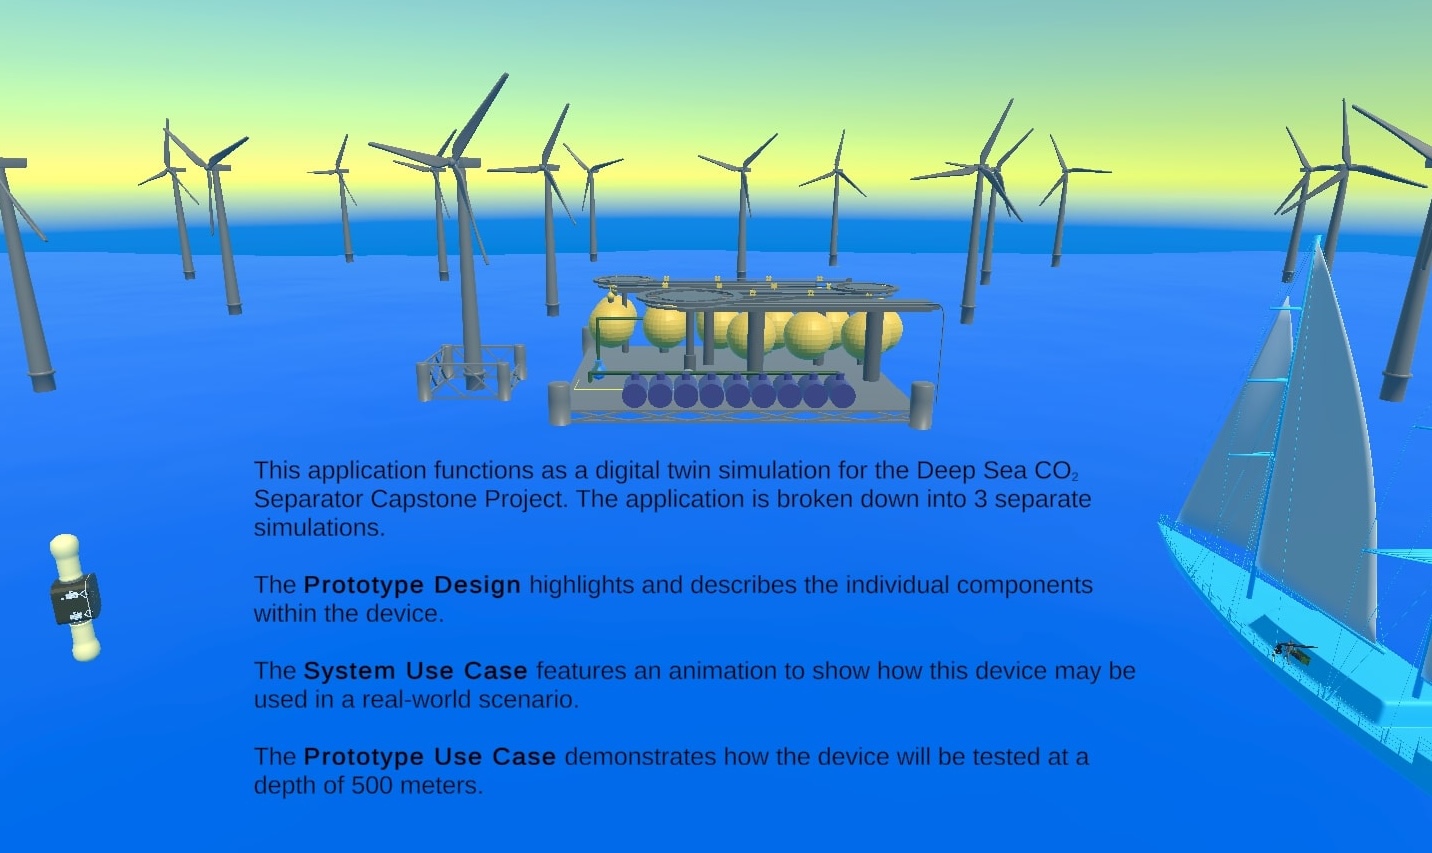 This application functions as a digital twin simulation for the Deep Sea CO₂
Separator Capstone Project. The application is broken down into 3 separate
simulations.
The Prototype Design highlights and describes the individual components
within the device.
The System Use Case features an animation to show how this device may be
used in a real-world scenario.
The Prototype Use Case demonstrates how the device will be tested at a
depth of 500 meters.